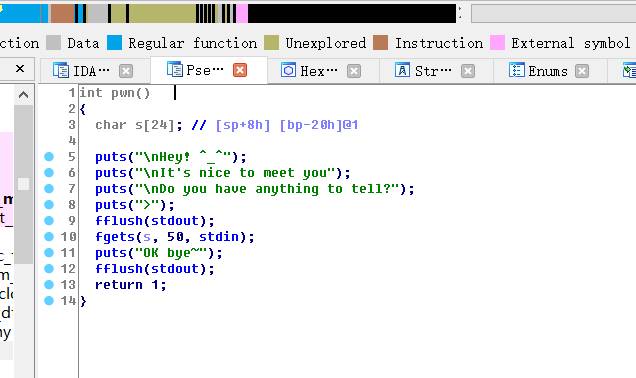 ction Data Regular function Unexplored Instruction External symbol
IDA… Pse… Hex… Str… Enums
1 int pwn()
2 {
3 char s[24]; // [sp+8h] [bp-20h]@1
4
5 puts("\nHey! ^_^");
6 puts("\nIt's nice to meet you");
7 puts("\nDo you have anything to tell?");
8 puts(">");
9 fflush(stdout);
10 fgets(s, 50, stdin);
11 puts("OK bye~");
12 fflush(stdout);
13 return 1;
14 }